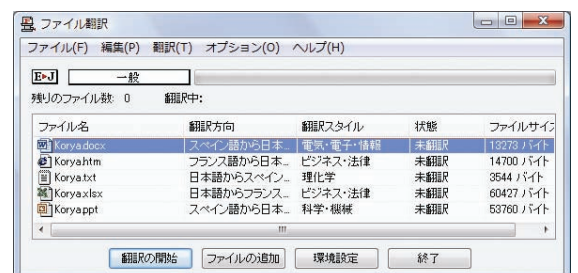 ファイル翻訳
ファイル(F) 編集(P) 翻訳(T) オプション(O) ヘルプ(H)
E▸J 一般
残りのファイル数: 0 翻訳中:
ファイル名 翻訳方向 翻訳スタイル 状態 ファイルサイズ
Korya.docx スペイン語から日本... 電気・電子・情報 未翻訳 13273 バイト
Korya.htm フランス語から日本... ビジネス・法律 未翻訳 14700 バイト
Korya.txt 日本語からスペイン... 理化学 未翻訳 3544 バイト
Korya.xlsx 日本語からフランス... ビジネス・法律 未翻訳 60427 バイト
Korya.ppt スペイン語から日本... 科学・機械 未翻訳 53760 バイト
翻訳の開始 ファイルの追加 環境設定 終了